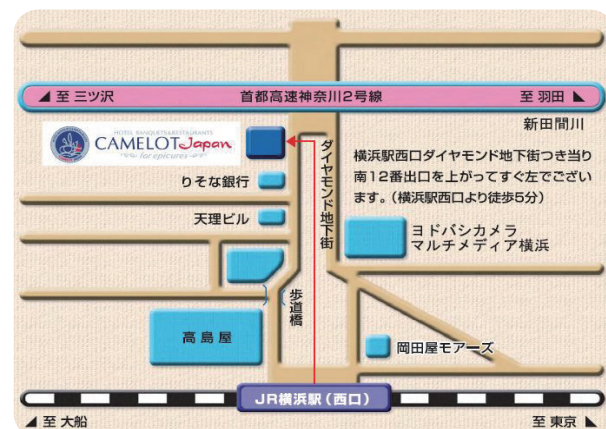 至 三ツ沢
首都高速神奈川2号線
至 羽田
新田間川
HOTEL BANQUETS&RESTAURANTS
CAMELOT Japan
for epicures
ダイヤモンド地下街
横浜駅西口ダイヤモンド地下街つき当り
南12番出口を上がってすぐ左でござい
ます。(横浜駅西口より徒歩5分)
りそな銀行
天理ビル
ヨドバシカメラ
マルチメディア横浜
歩道橋
高島屋
岡田屋モアーズ
JR横浜駅(西口)
至 大船
至 東京